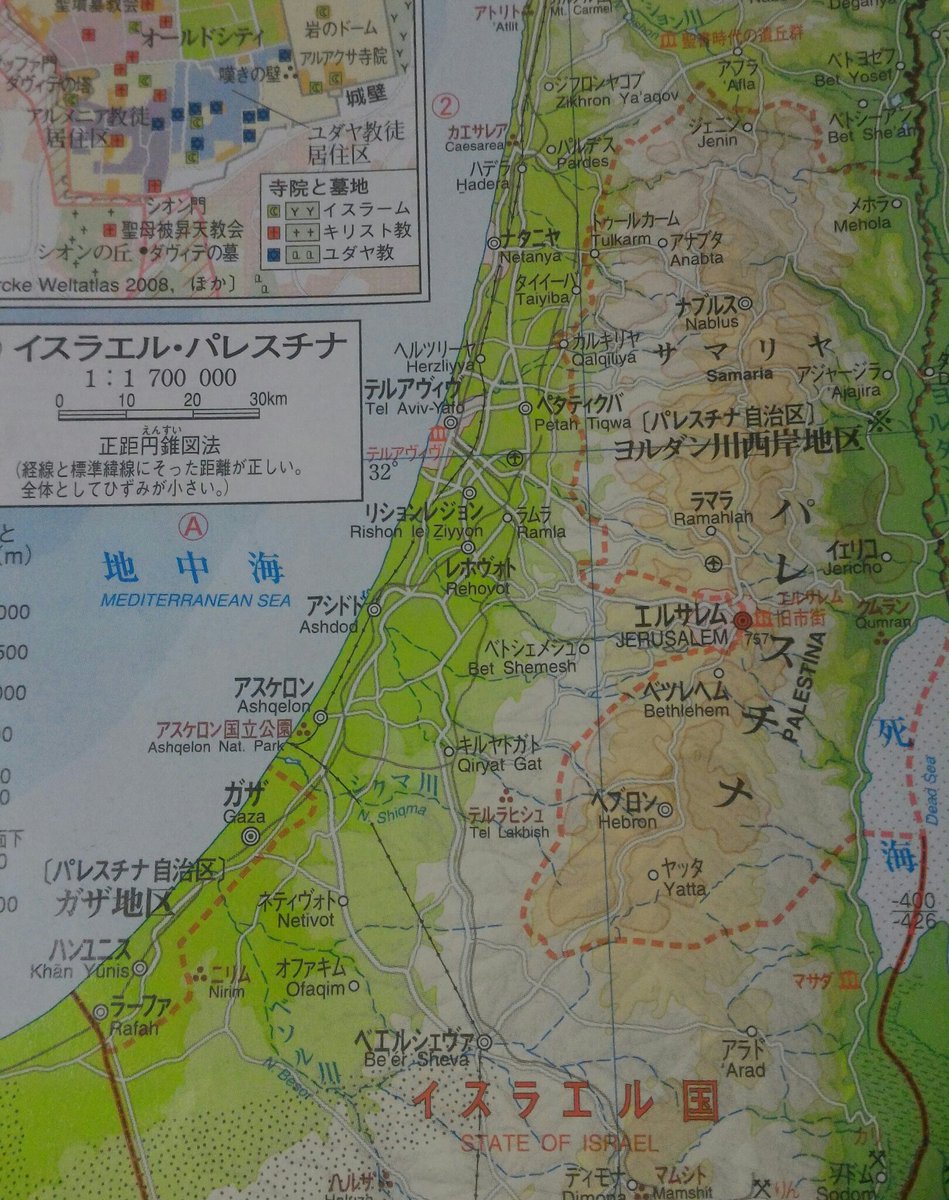 聖墳墓教会
オールドシティ
岩のドーム
アルアクサ寺院
嘆きの壁
城壁
ダヴィデの塔
アルメニア教徒
居住区
ユダヤ教徒
居住区
シオン門
聖母被昇天教会
シオンの丘
ダヴィデの墓
寺院と墓地
イスラーム
キリスト教
ユダヤ教
rcke Weltatlas 2008, ほか〕
イスラエル・パレスチナ
1:1 700 000
0 10 20 30km
えんすい
正距円錐図法
(経線と標準緯線にそった距離が正しい。
全体としてひずみが小さい。)
アトリト
'Atlit
Mt. Carmel
Deganya
聖書時代の遺丘群
アフラ
'Afla
ベトヨセフ
Bet Yosef
ジフロンヤコブ
Zikhron Ya'aqov
②
カエサレア
Caesarea
パルデス
Pardes
ジェニン
Jenin
ベトシーアン
Bet She'an
ハデラ
Hadera
メホラ
Mehola
トゥールカーム
Tulkarm
アナブタ
Anabta
ナタニヤ
Netanya
タイイーバ
Taiyiba
ナブルス
Nablus
ヘルツリーヤ
Herzliyya
カルキリヤ
Qalqiliya
サマリヤ
Samaria
アジャージラ
'Ajajira
テルアヴィヴ
Tel Aviv-Yafo
ペタティクバ
Petah Tiqwa
〔パレスチナ自治区〕
ヨルダン川西岸地区
テルアヴィヴ
32°
リションレジョン
Rishon le Ziyyon
ラムラ
Ramla
ラマラ
Ramahlah
Ⓐ
地中海
MEDITERRANEAN SEA
レホヴォト
Rehovot
イェリコ
Jericho
アシドド
Ashdod
エルサレム
JERUSALEM
757
エルサレム
旧市街
クムラン
Qumran
ベトシェメシュ
Bet Shemesh
パレスチナ
PALESTINA
アスケロン
Ashqelon
ベツレヘム
Bethlehem
アスケロン国立公園
Ashqelon Nat. Park
キルヤトガト
Qiryat Gat
死海
Dead Sea
シクマ川
N. Shiqma
ガザ
Gaza
テルラヒシュ
Tel Lakhish
ヘブロン
Hebron
〔パレスチナ自治区〕
ガザ地区
ヤッタ
Yatta
ネティヴォト
Netivot
-400
-426
ハンユニス
Khān Yūnis
ニリム
Nirim
オファキム
Ofaqim
マサダ
ラーファ
Rafah
ベソル川
N. Besor
ベエルシェヴァ
Be'er Sheva
アラド
'Arad
イスラエル国
STATE OF ISRAEL
カリ
ハルザ
ディモナ
Dimona
マムシト
Mamshit
りん
ソドム